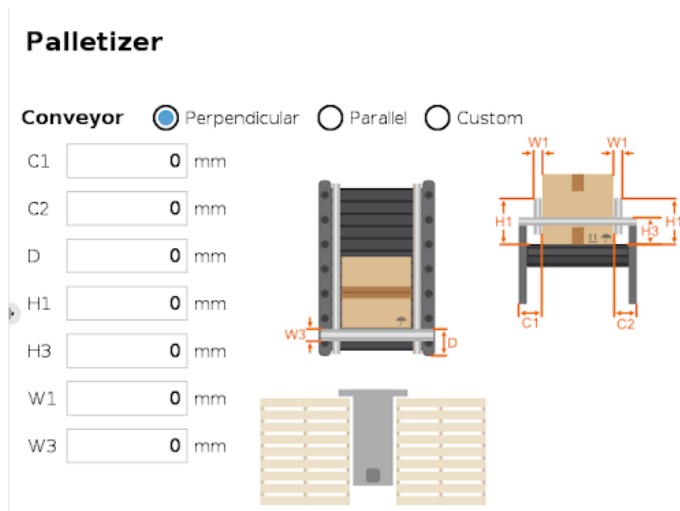 Palletizer
Conveyor Perpendicular Parallel Custom
C1 0 mm
C2 0 mm
D 0 mm
H1 0 mm
H3 0 mm
W1 0 mm
W3 0 mm
W3
D
W1 W1
H1 H3 H1
C1 C2